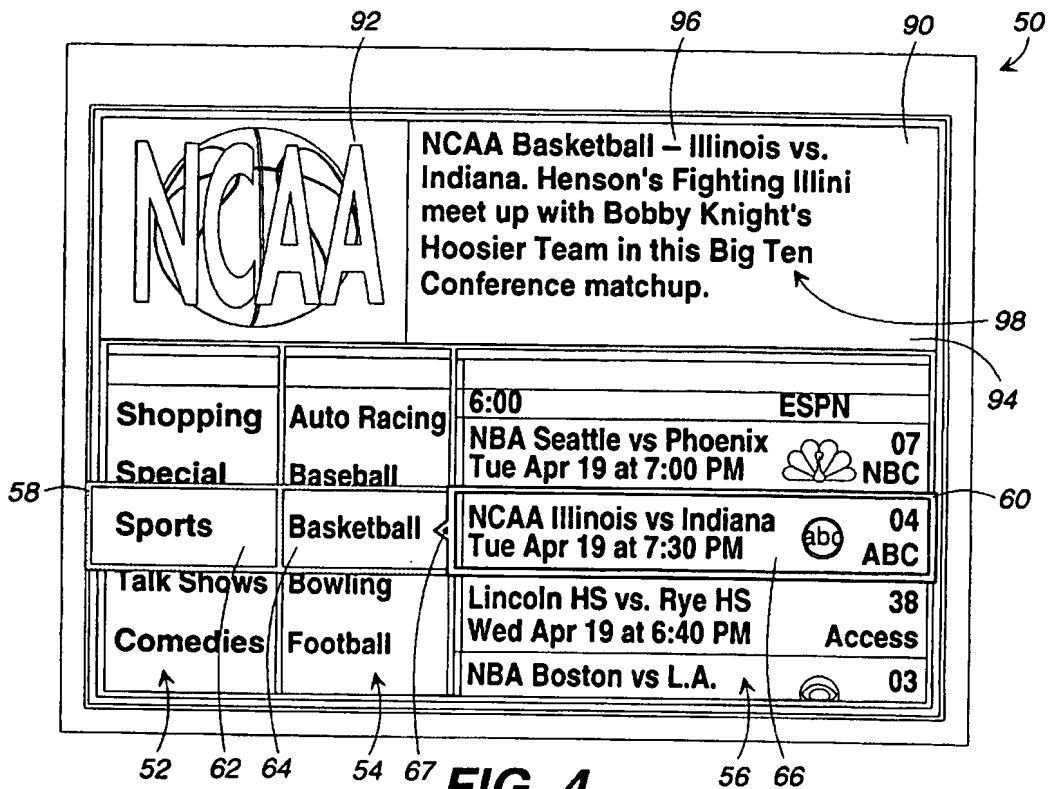 92 96 90 50
NCAA
NCAA Basketball – Illinois vs.
Indiana. Henson's Fighting Illini
meet up with Bobby Knight's
Hoosier Team in this Big Ten
Conference matchup.
98
94
Shopping
Special
Sports
Talk Shows
Comedies
Auto Racing
Baseball
Basketball
Bowling
Football
6:00 ESPN
NBA Seattle vs Phoenix 07
Tue Apr 19 at 7:00 PM NBC
NCAA Illinois vs Indiana abc 04
Tue Apr 19 at 7:30 PM ABC
Lincoln HS vs. Rye HS 38
Wed Apr 19 at 6:40 PM Access
NBA Boston vs L.A. 03
58
60
52 62 64 54 67 56 66
FIG. 4